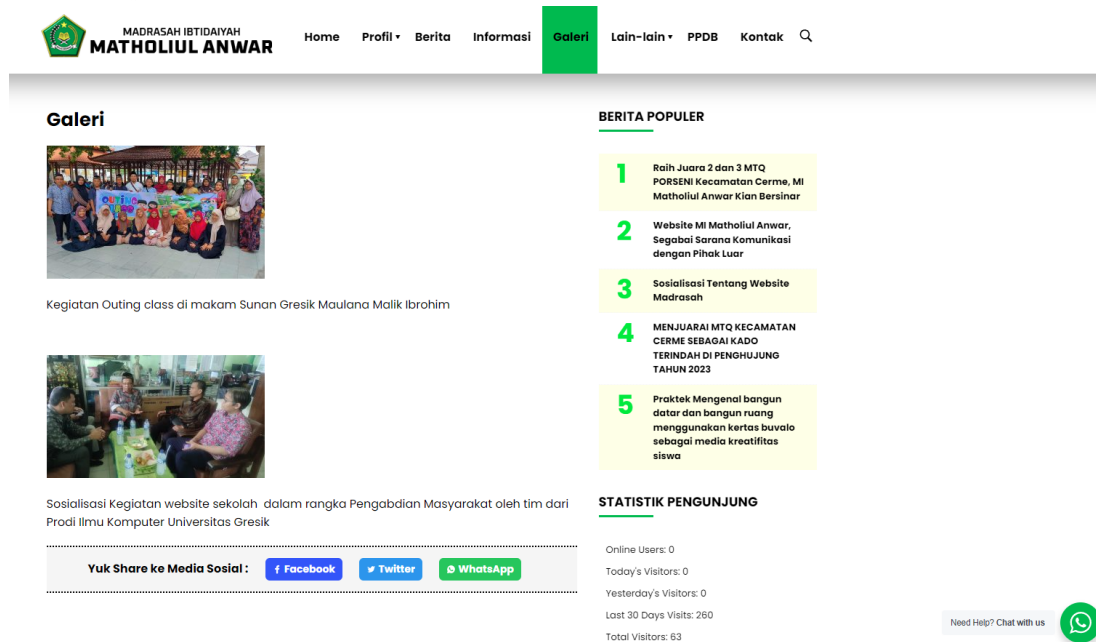 MADRASAH IBTIDAIYAH
MATHOLIUL ANWAR
Home Profil Berita Informasi Galeri Lain-lain PPDB Kontak
Galeri
OUTING
Kegiatan Outing class di makam Sunan Gresik Maulana Malik Ibrohim
Sosialisasi Kegiatan website sekolah dalam rangka Pengabdian Masyarakat oleh tim dari
Prodi Ilmu Komputer Universitas Gresik
Yuk Share ke Media Sosial : Facebook Twitter WhatsApp
BERITA POPULER
1 Raih Juara 2 dan 3 MTQ
PORSENI Kecamatan Cerme, MI
Matholiul Anwar Kian Bersinar
2 Website MI Matholiul Anwar,
Segabai Sarana Komunikasi
dengan Pihak Luar
3 Sosialisasi Tentang Website
Madrasah
4 MENJUARAI MTQ KECAMATAN
CERME SEBAGAI KADO
TERINDAH DI PENGHUJUNG
TAHUN 2023
5 Praktek Mengenal bangun
datar dan bangun ruang
menggunakan kertas buvalo
sebagai media kreatifitas
siswa
STATISTIK PENGUNJUNG
Online Users: 0
Today's Visitors: 0
Yesterday's Visitors: 0
Last 30 Days Visits: 260
Total Visitors: 63
Need Help? Chat with us